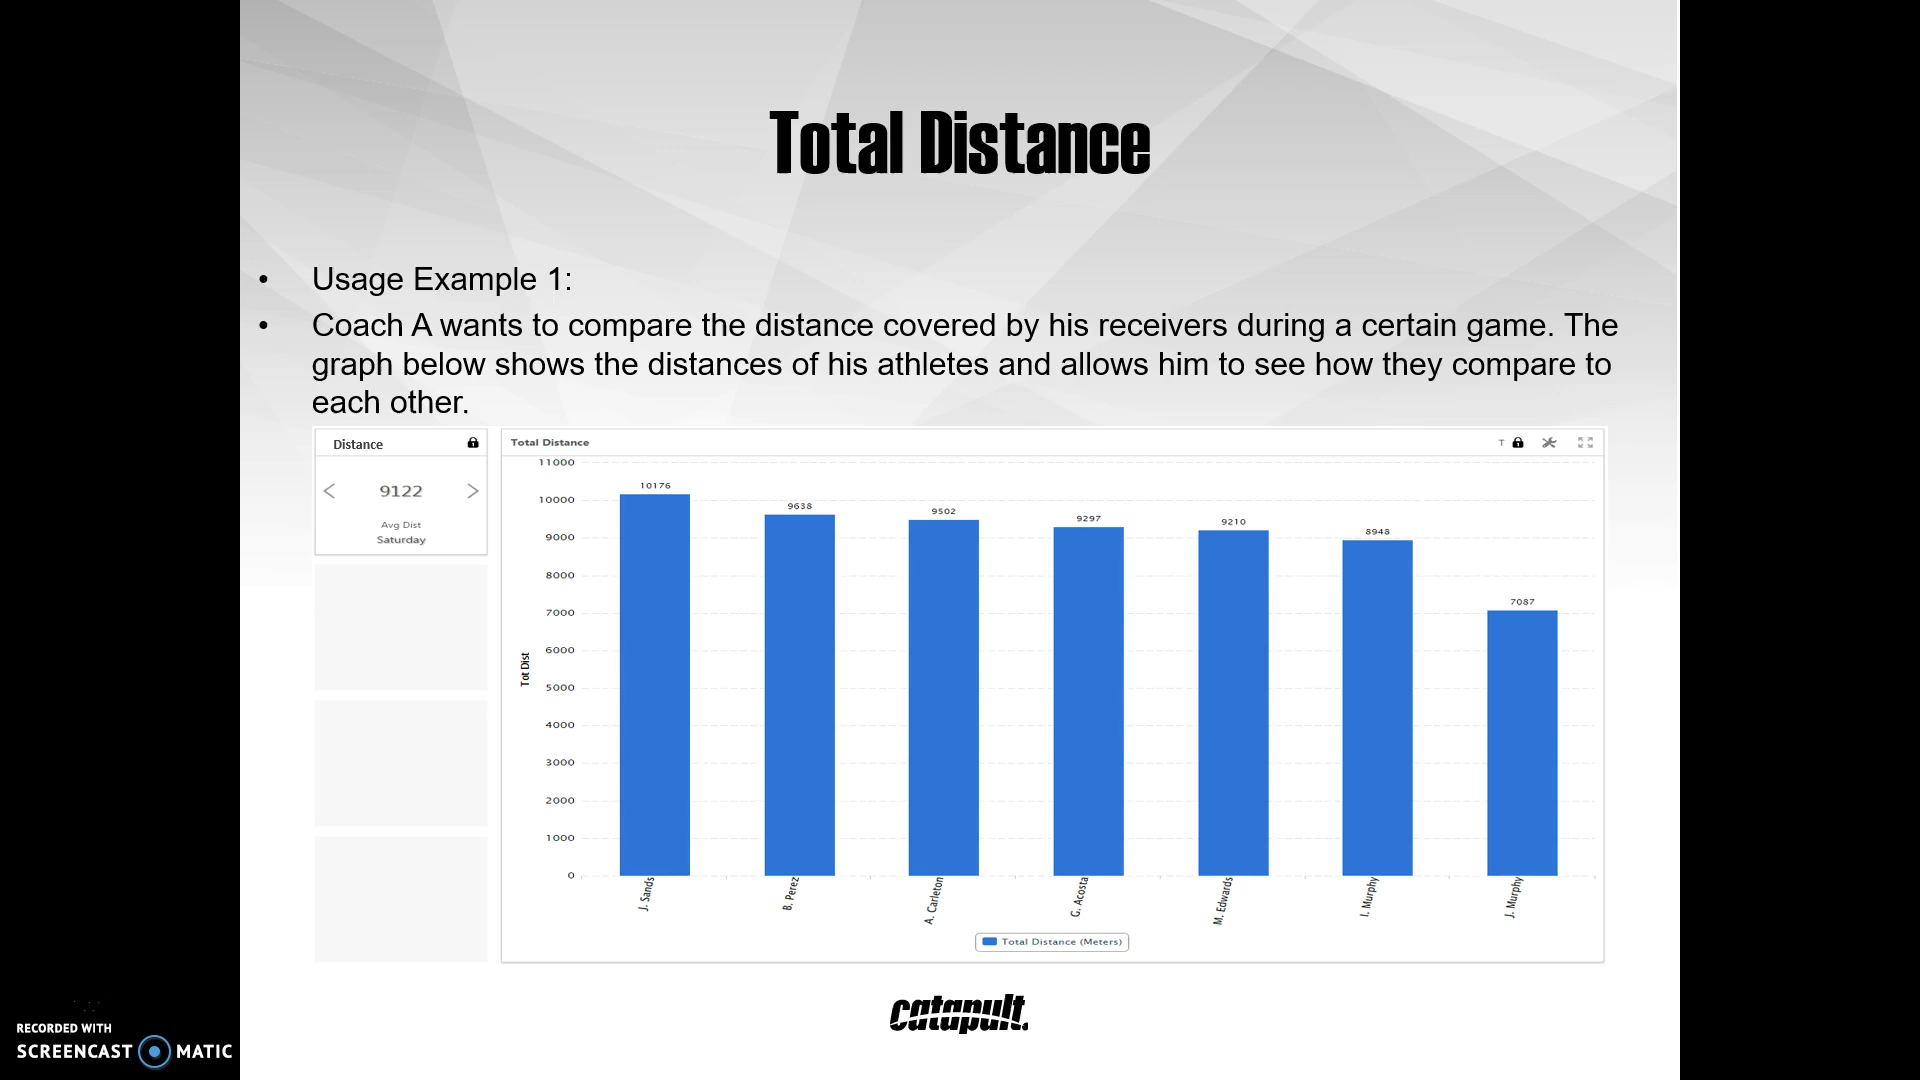 Total Distance
• Usage Example 1:
• Coach A wants to compare the distance covered by his receivers during a certain game. The
graph below shows the distances of his athletes and allows him to see how they compare to
each other.
Distance
9122
Avg Dist
Saturday
Total Distance
T
11000
10000
9000
8000
7000
6000
5000
4000
3000
2000
1000
0
Tot Dist
10176
9638
9502
9297
9210
8948
7087
J. Sands
B. Perez
A. Carleton
G. Acosta
M. Edwards
I. Murphy
J. Murphy
Total Distance (Meters)
catapult.
RECORDED WITH
SCREENCAST MATIC